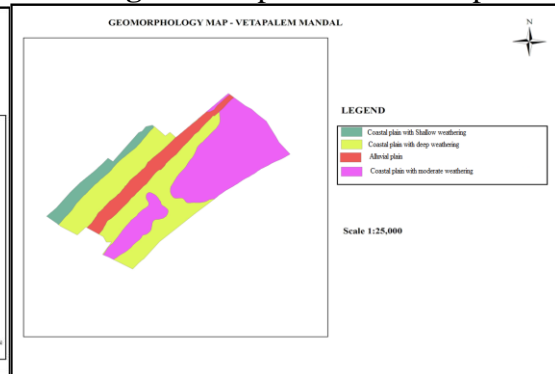 GEOMORPHOLOGY MAP - VETAPALEM MANDAL
N
LEGEND
Coastal plain with Shallow weathering
Coastal plain with deep weathering
Alluvial plain
Coastal plain with moderate weathering
Scale 1:25,000